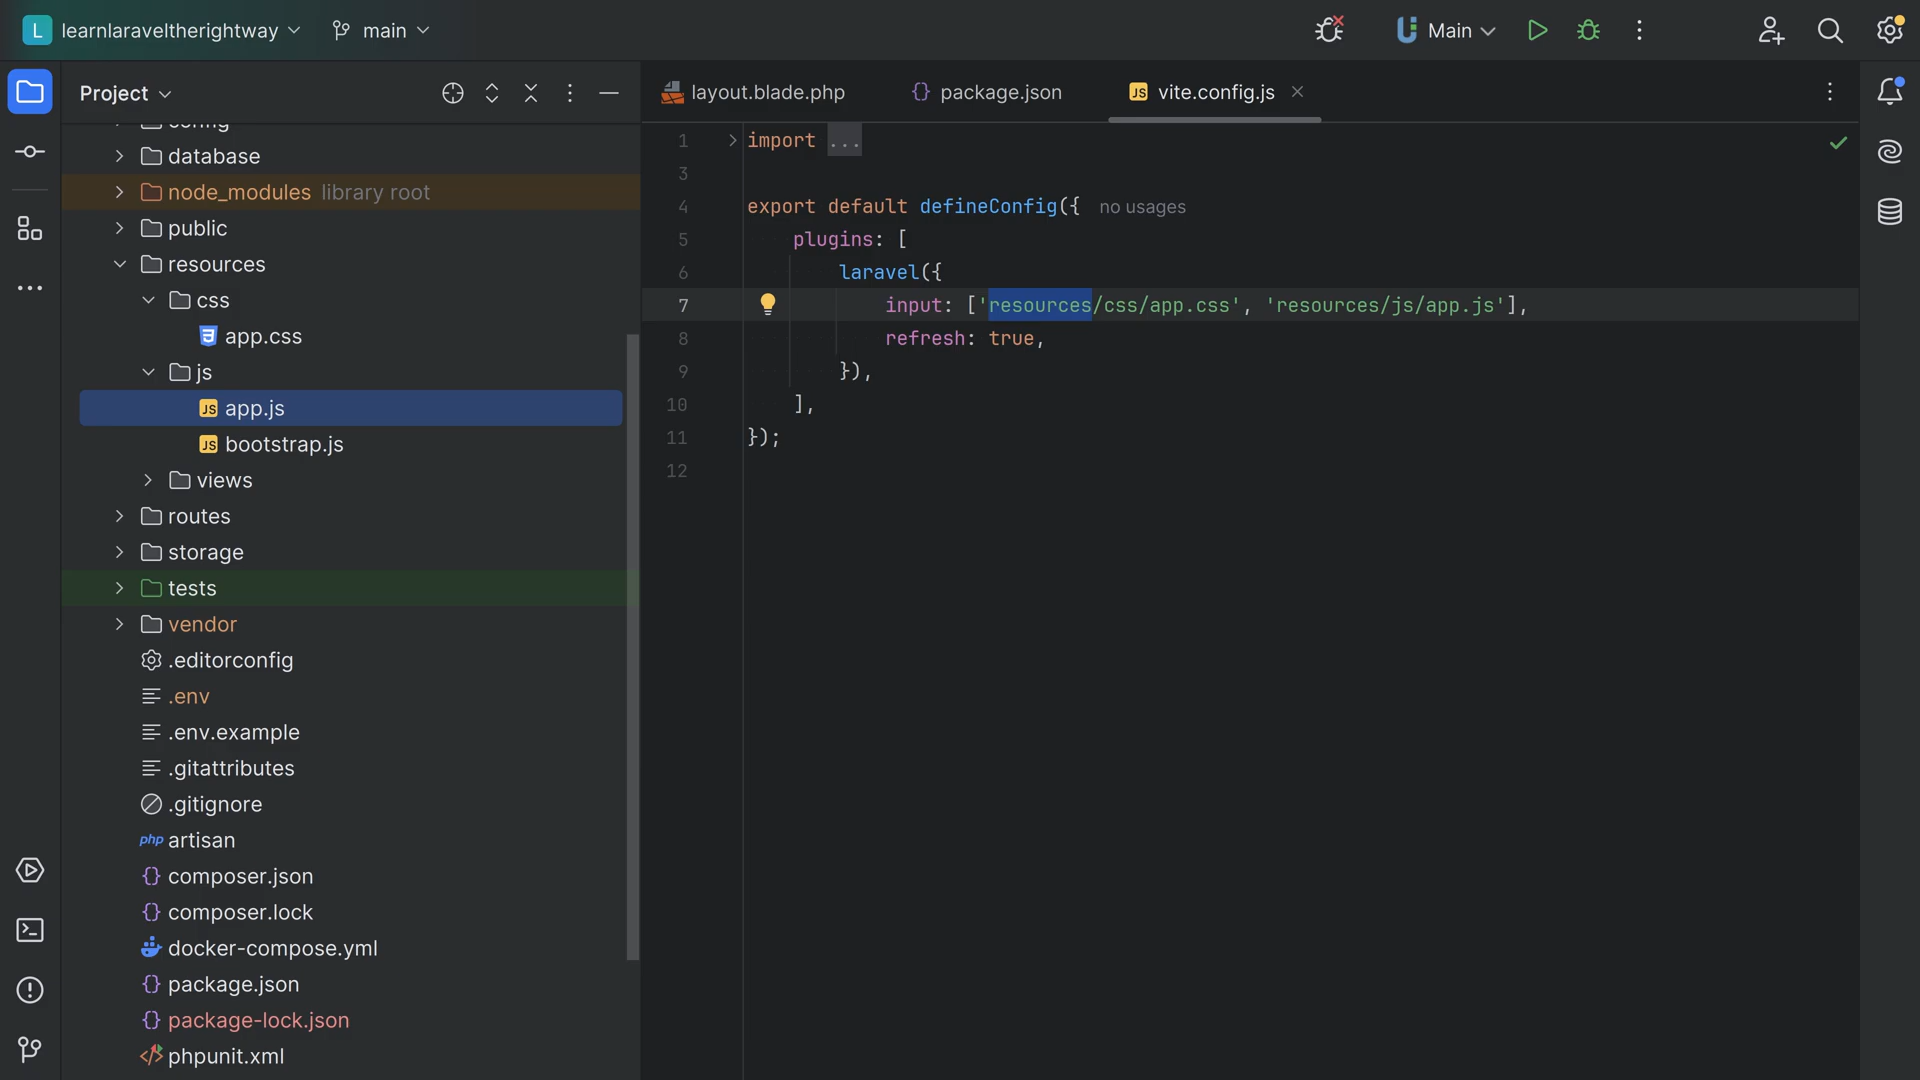 L learnlaraveltherightway main Main
Project
config
database
node_modules library root
public
resources
css
app.css
js
JS app.js
JS bootstrap.js
views
routes
storage
tests
vendor
.editorconfig
.env
.env.example
.gitattributes
.gitignore
php artisan
{} composer.json
{} composer.lock
docker-compose.yml
{} package.json
{} package-lock.json
</> phpunit.xml
layout.blade.php {} package.json JS vite.config.js
1 import ...
3
4 export default defineConfig({ no usages
5 plugins: [
6 laravel({
7 input: ['resources/css/app.css', 'resources/js/app.js'],
8 refresh: true,
9 }),
10 ],
11 });
12